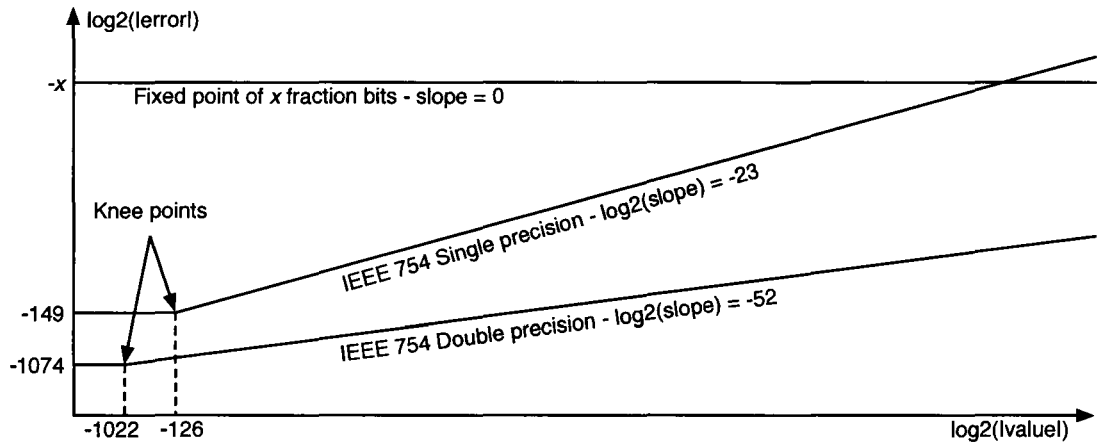 log2(|error|)
-x
Fixed point of x fraction bits - slope = 0
Knee points
IEEE 754 Single precision - log2(slope) = -23
-149
IEEE 754 Double precision - log2(slope) = -52
-1074
-1022
-126
log2(|value|)